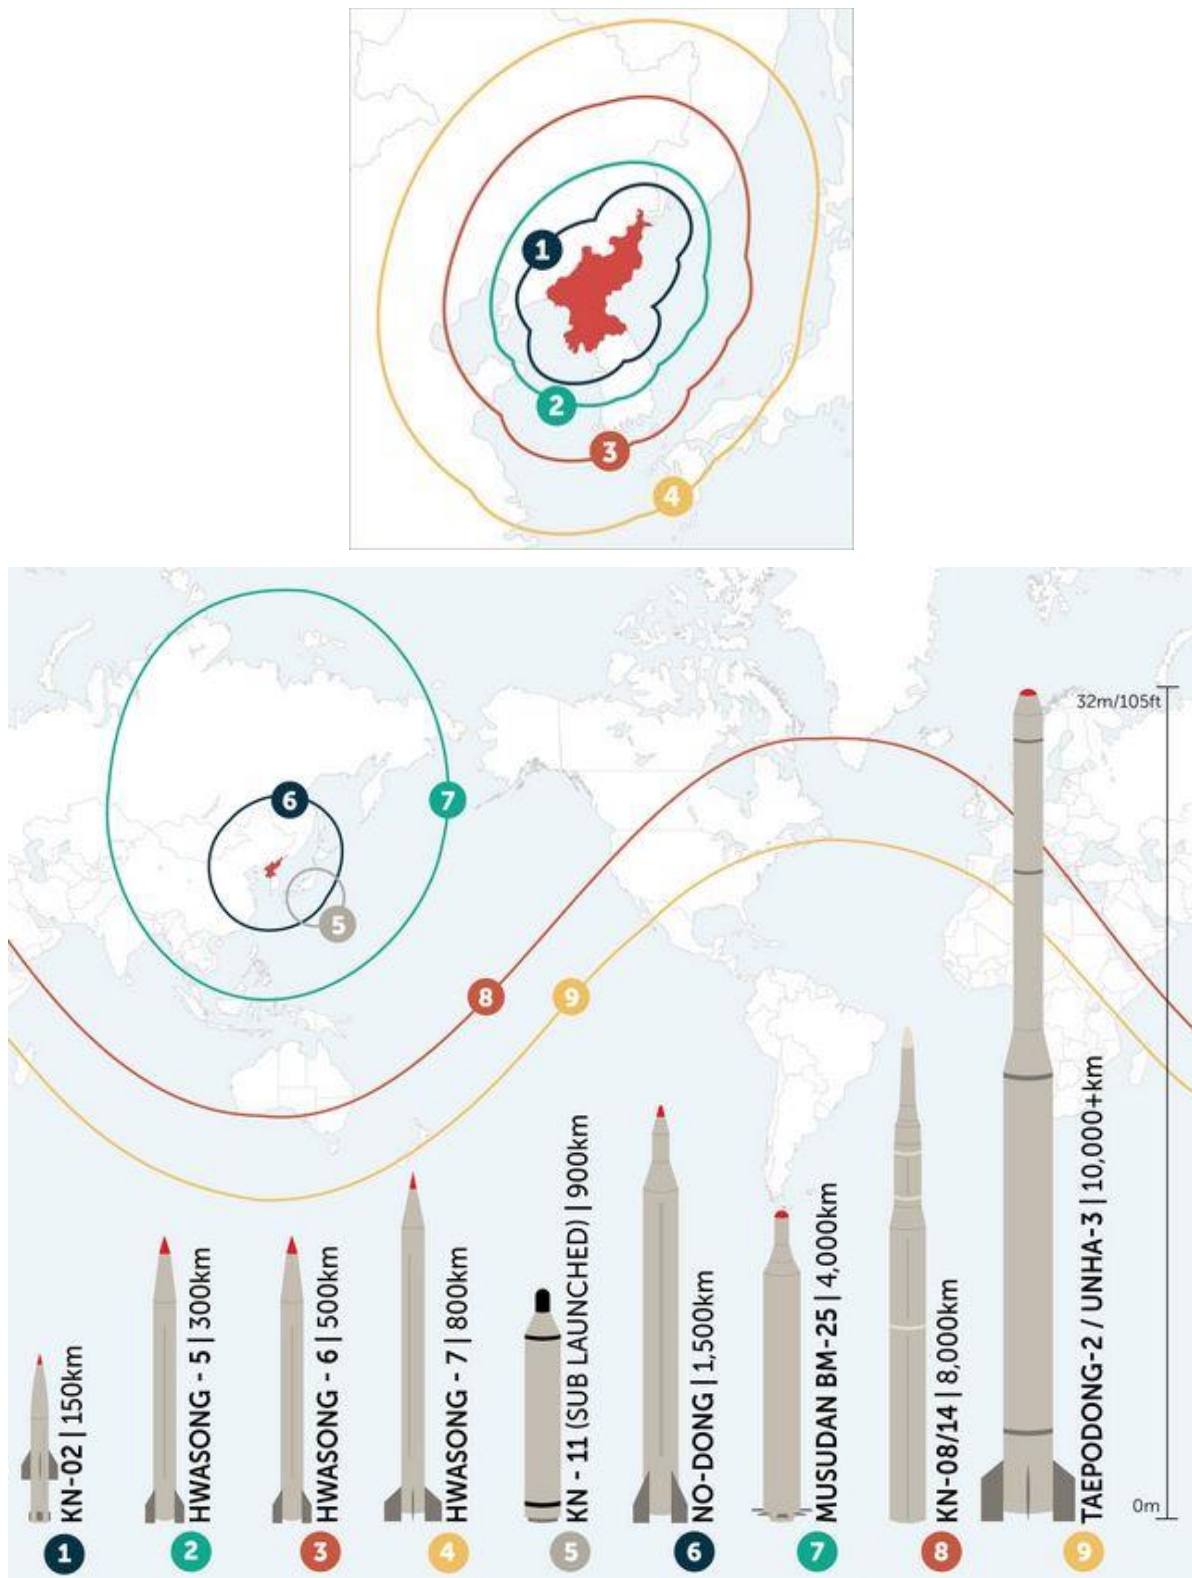 1
2
3
4
6
7
5
8
9
32m/105ft
0m
KN-02 | 150km
HWASONG - 5 | 300km
HWASONG - 6 | 500km
HWASONG - 7 | 800km
KN - 11 (SUB LAUNCHED) | 900km
NO-DONG | 1,500km
MUSUDAN BM-25 | 4,000km
KN-08/14 | 8,000km
TAEPODONG-2 / UNHA-3 | 10,000+km
1
2
3
4
5
6
7
8
9